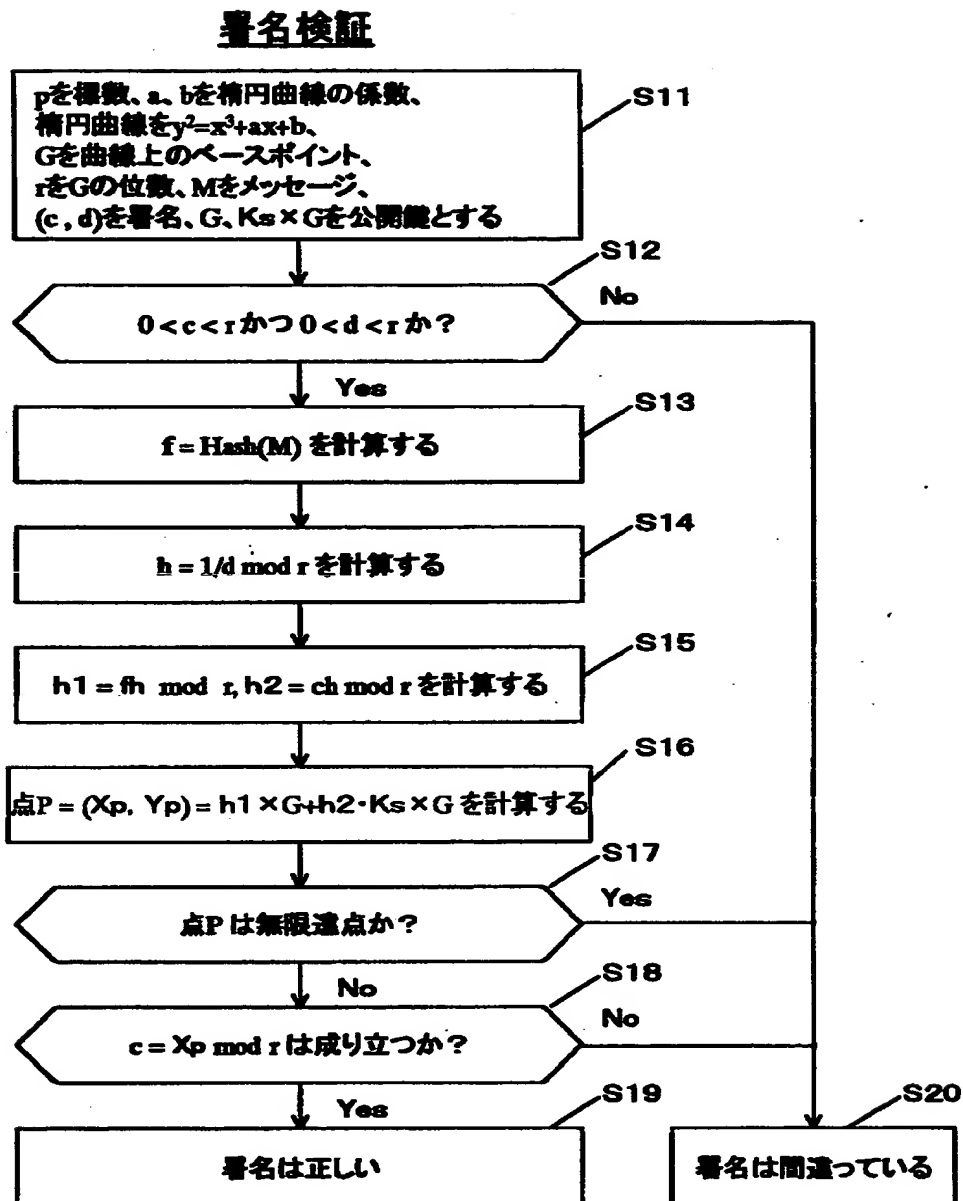 署名検証
pを標数、a、bを楕円曲線の係数、
S11
楕円曲線をy²=x³+ax+b、
Gを曲線上のベースポイント、
rをGの位数、Mをメッセージ、
(c , d)を署名、G、Ks×Gを公開鍵とする
S12
No
0<c<rかつ0<d<rか？
Yes
S13
f = Hash(M) を計算する
S14
h = 1/d mod r を計算する
S15
h1 = fh mod r, h2 = ch mod r を計算する
S16
点P = (Xp, Yp) = h1×G+h2・Ks×G を計算する
S17
Yes
点P は無限遠点か？
No
S18
No
c = Xp mod r は成り立つか？
Yes
S19
S20
署名は正しい
署名は間違っている